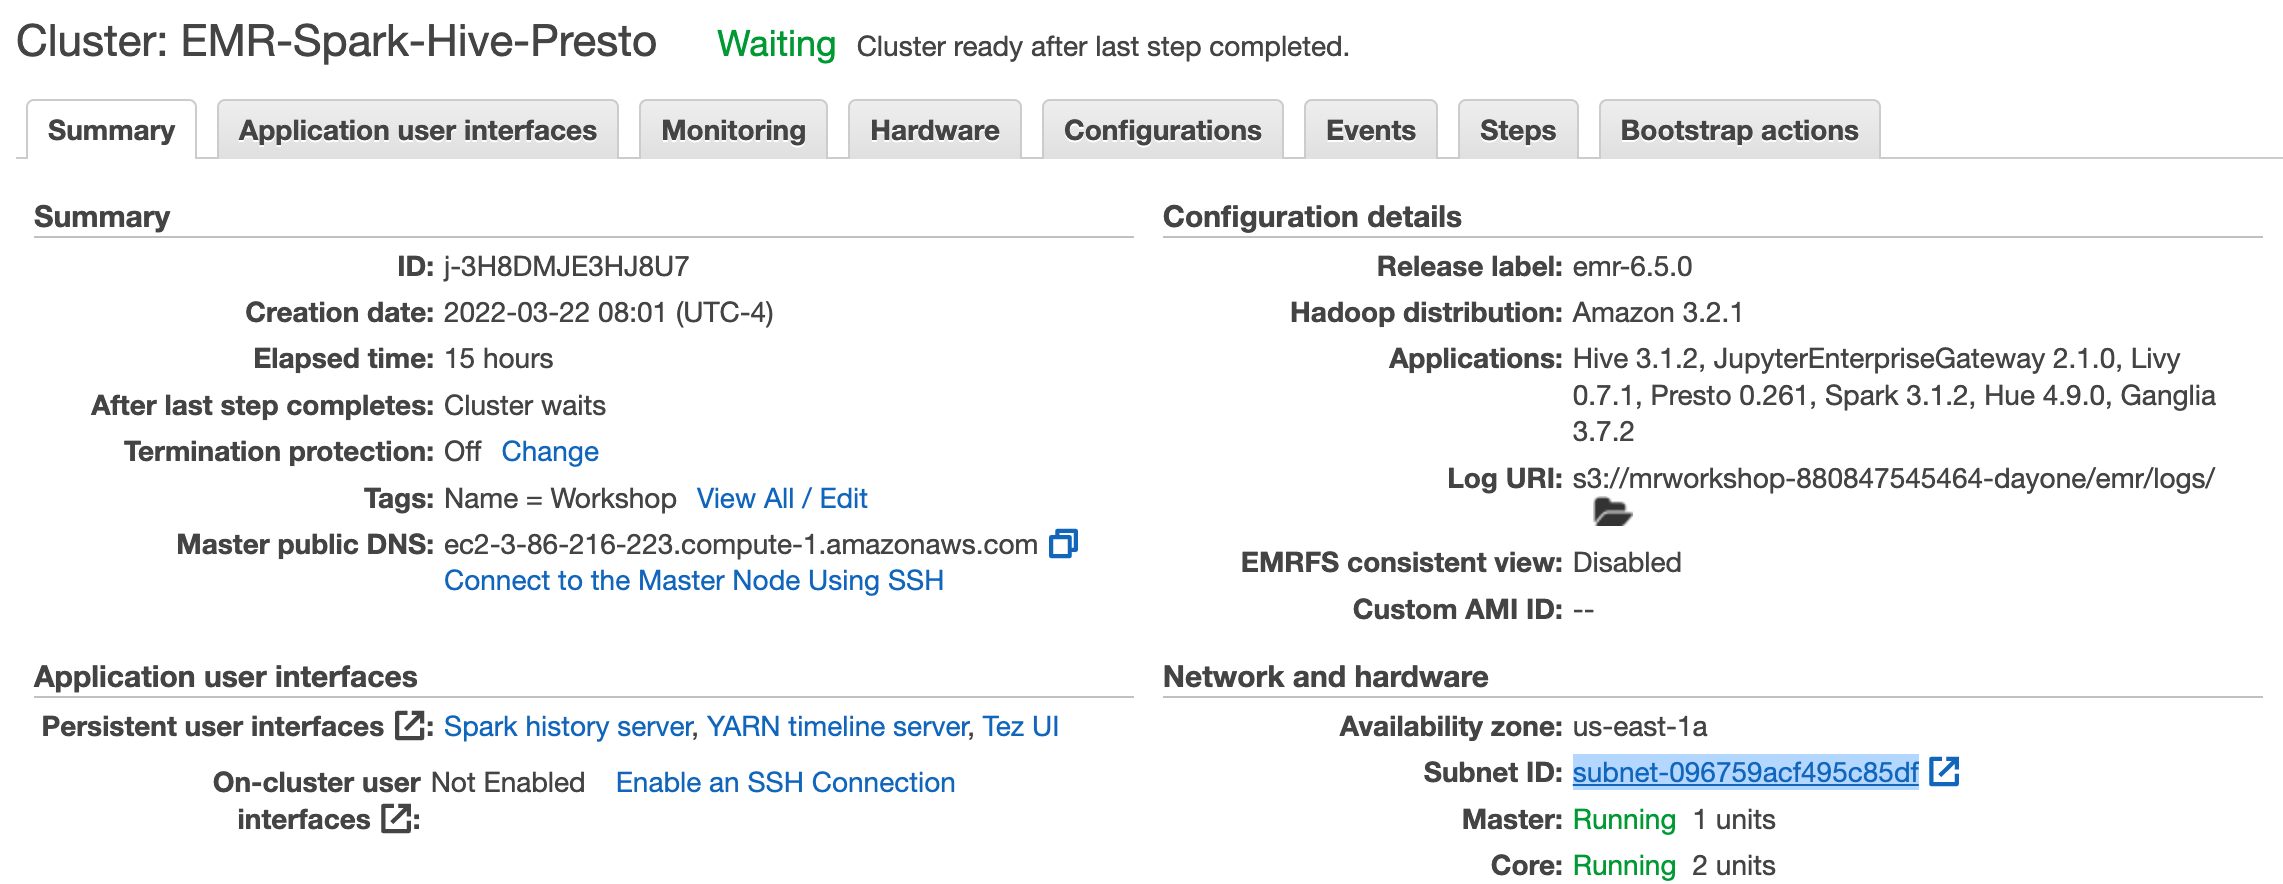 Cluster: EMR-Spark-Hive-Presto Waiting Cluster ready after last step completed.
Summary Application user interfaces Monitoring Hardware Configurations Events Steps Bootstrap actions
Summary
ID: j-3H8DMJE3HJ8U7
Creation date: 2022-03-22 08:01 (UTC-4)
Elapsed time: 15 hours
After last step completes: Cluster waits
Termination protection: Off Change
Tags: Name = Workshop View All / Edit
Master public DNS: ec2-3-86-216-223.compute-1.amazonaws.com
Connect to the Master Node Using SSH
Configuration details
Release label: emr-6.5.0
Hadoop distribution: Amazon 3.2.1
Applications: Hive 3.1.2, JupyterEnterpriseGateway 2.1.0, Livy
0.7.1, Presto 0.261, Spark 3.1.2, Hue 4.9.0, Ganglia
3.7.2
Log URI: s3://mrworkshop-880847545464-dayone/emr/logs/
EMRFS consistent view: Disabled
Custom AMI ID: --
Application user interfaces
Persistent user interfaces : Spark history server, YARN timeline server, Tez UI
On-cluster user Not Enabled Enable an SSH Connection
interfaces :
Network and hardware
Availability zone: us-east-1a
Subnet ID: subnet-096759acf495c85df
Master: Running 1 units
Core: Running 2 units